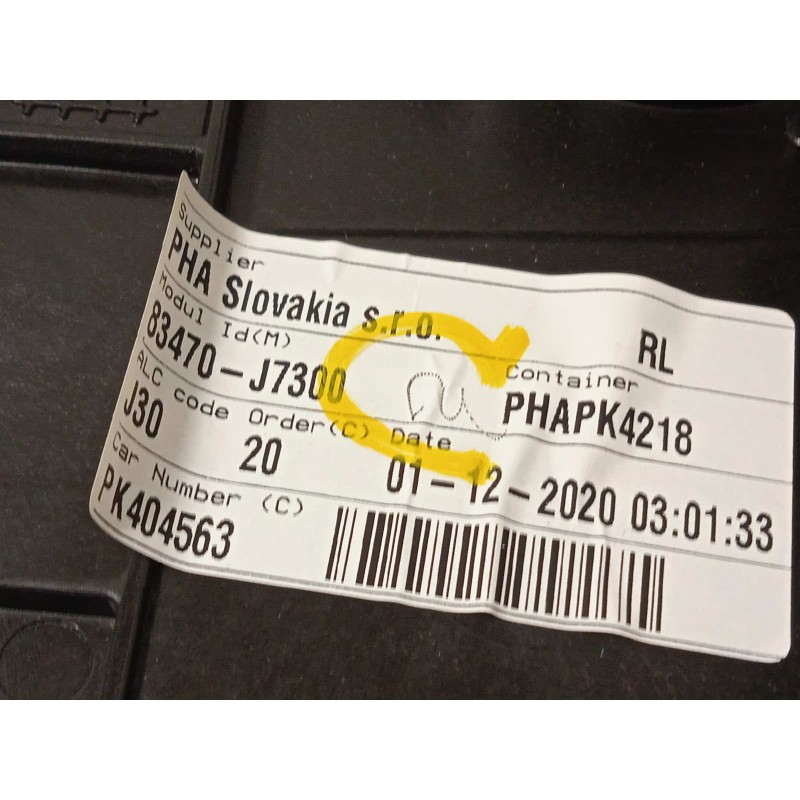 Supplier
PHA Slovakia s.r.o.
RL
Modul Id(M)
Container
83470-J7300
PHAPK4218
ALC code Order(C) Date
J30 20 01-12-2020 03:01:33
Car Number (C)
PK404563